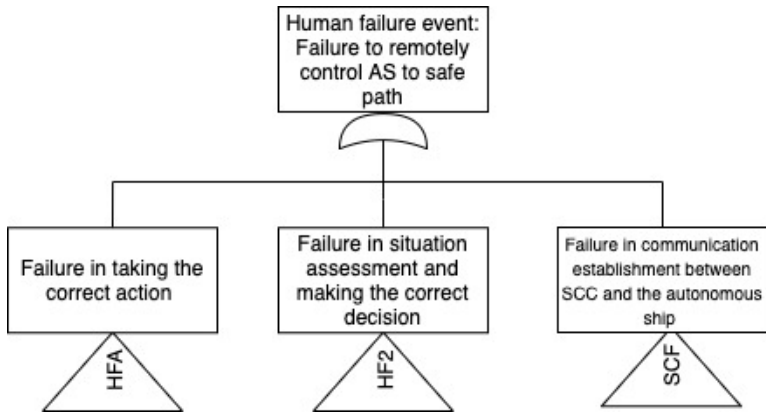 Human failure event:
Failure to remotely
control AS to safe
path
Failure in taking the
correct action
Failure in situation
assessment and
making the correct
decision
Failure in communication
establishment between
SCC and the autonomous
ship
HFA
HF2
SCF